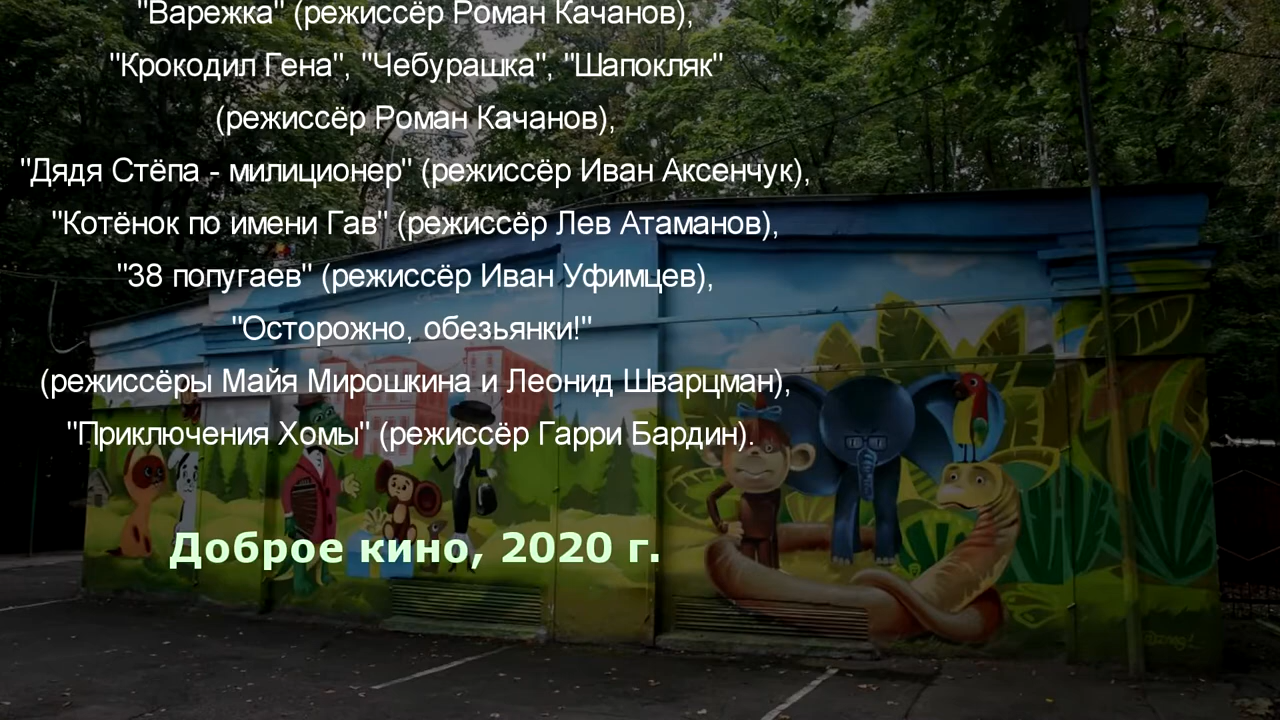 "Варежка" (режиссёр Роман Качанов),
"Крокодил Гена", "Чебурашка", "Шапокляк"
(режиссёр Роман Качанов),
"Дядя Стёпа - милиционер" (режиссёр Иван Аксенчук),
"Котёнок по имени Гав" (режиссёр Лев Атаманов),
"38 попугаев" (режиссёр Иван Уфимцев),
"Осторожно, обезьянки!"
(режиссёры Майя Мирошкина и Леонид Шварцман),
"Приключения Хомы" (режиссёр Гарри Бардин).
Доброе кино, 2020 г.